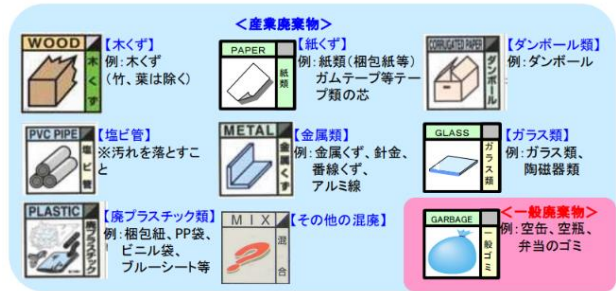 ＜産業廃棄物＞
WOOD
木くず
【木くず】
例：木くず
（竹、葉は除く）
PAPER
紙類
【紙くず】
例：紙類（梱包紙等）
ガムテープ等テー
プ類の芯
CORRUGATED PAPER
ダンボール
【ダンボール類】
例：ダンボール
PVC PIPE
塩ビ管
【塩ビ管】
※汚れを落とすこ
と
METAL
金属くず
【金属類】
例：金属くず、針金、
番線くず、
アルミ線
GLASS
ガラス類
【ガラス類】
例：ガラス類、
陶磁器類
PLASTIC
廃プラスチック
【廃プラスチック類】
例：梱包紐、PP袋、
ビニル袋、
ブルーシート等
MIX
混合
【その他の混廃】
GARBAGE
一般ゴミ
＜一般廃棄物＞
例：空缶、空瓶、
弁当のゴミ